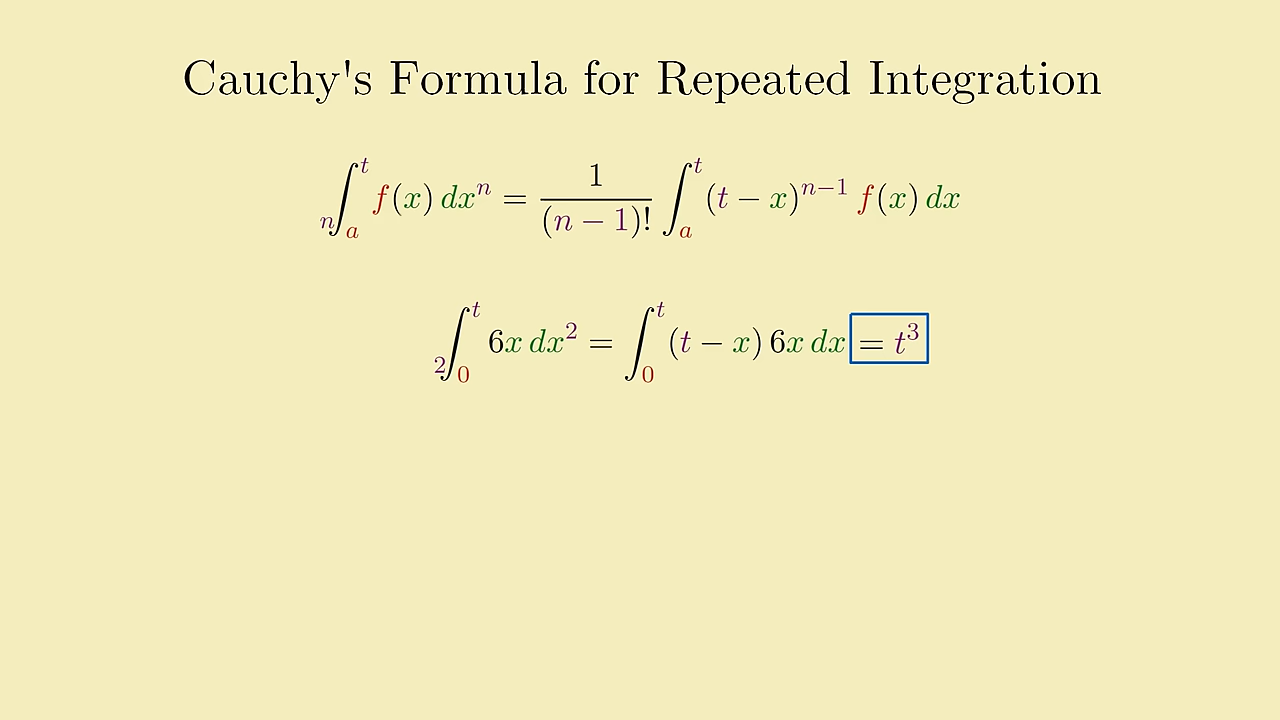 Cauchy's Formula for Repeated Integration
ₙ∫ₐᵗ f(x) dxⁿ = 1/(n − 1)! ∫ₐᵗ (t − x)ⁿ⁻¹ f(x) dx
₂∫₀ᵗ 6x dx² = ∫₀ᵗ (t − x) 6x dx = t³